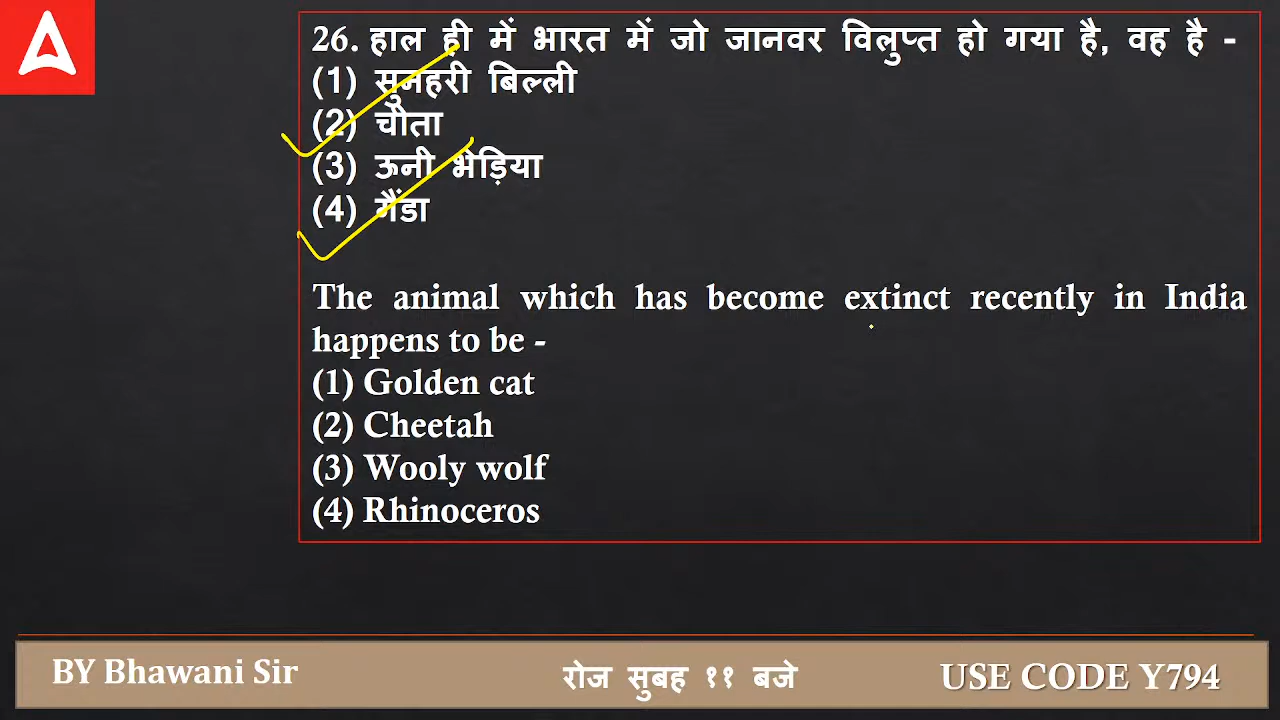 26. हाल ही में भारत में जो जानवर विलुप्त हो गया है, वह है -
(1) सुनहरी बिल्ली
(2) चीता
(3) ऊनी भेड़िया
(4) गैंडा
The animal which has become extinct recently in India
happens to be -
(1) Golden cat
(2) Cheetah
(3) Wooly wolf
(4) Rhinoceros
BY Bhawani Sir रोज सुबह ११ बजे USE CODE Y794